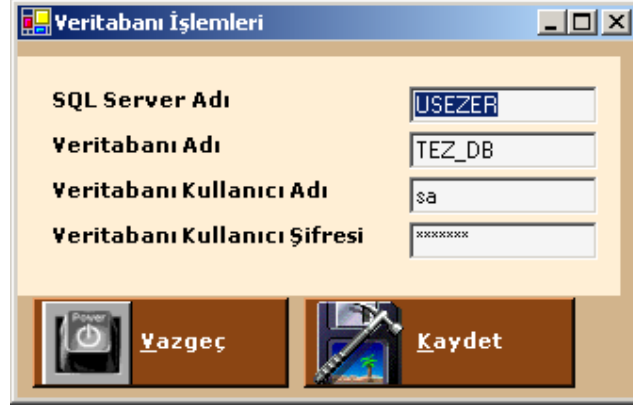 Veritabanı İşlemleri
SQL Server Adı USEZER
Veritabanı Adı TEZ_DB
Veritabanı Kullanıcı Adı sa
Veritabanı Kullanıcı Şifresi *******
Power Vazgeç Kaydet